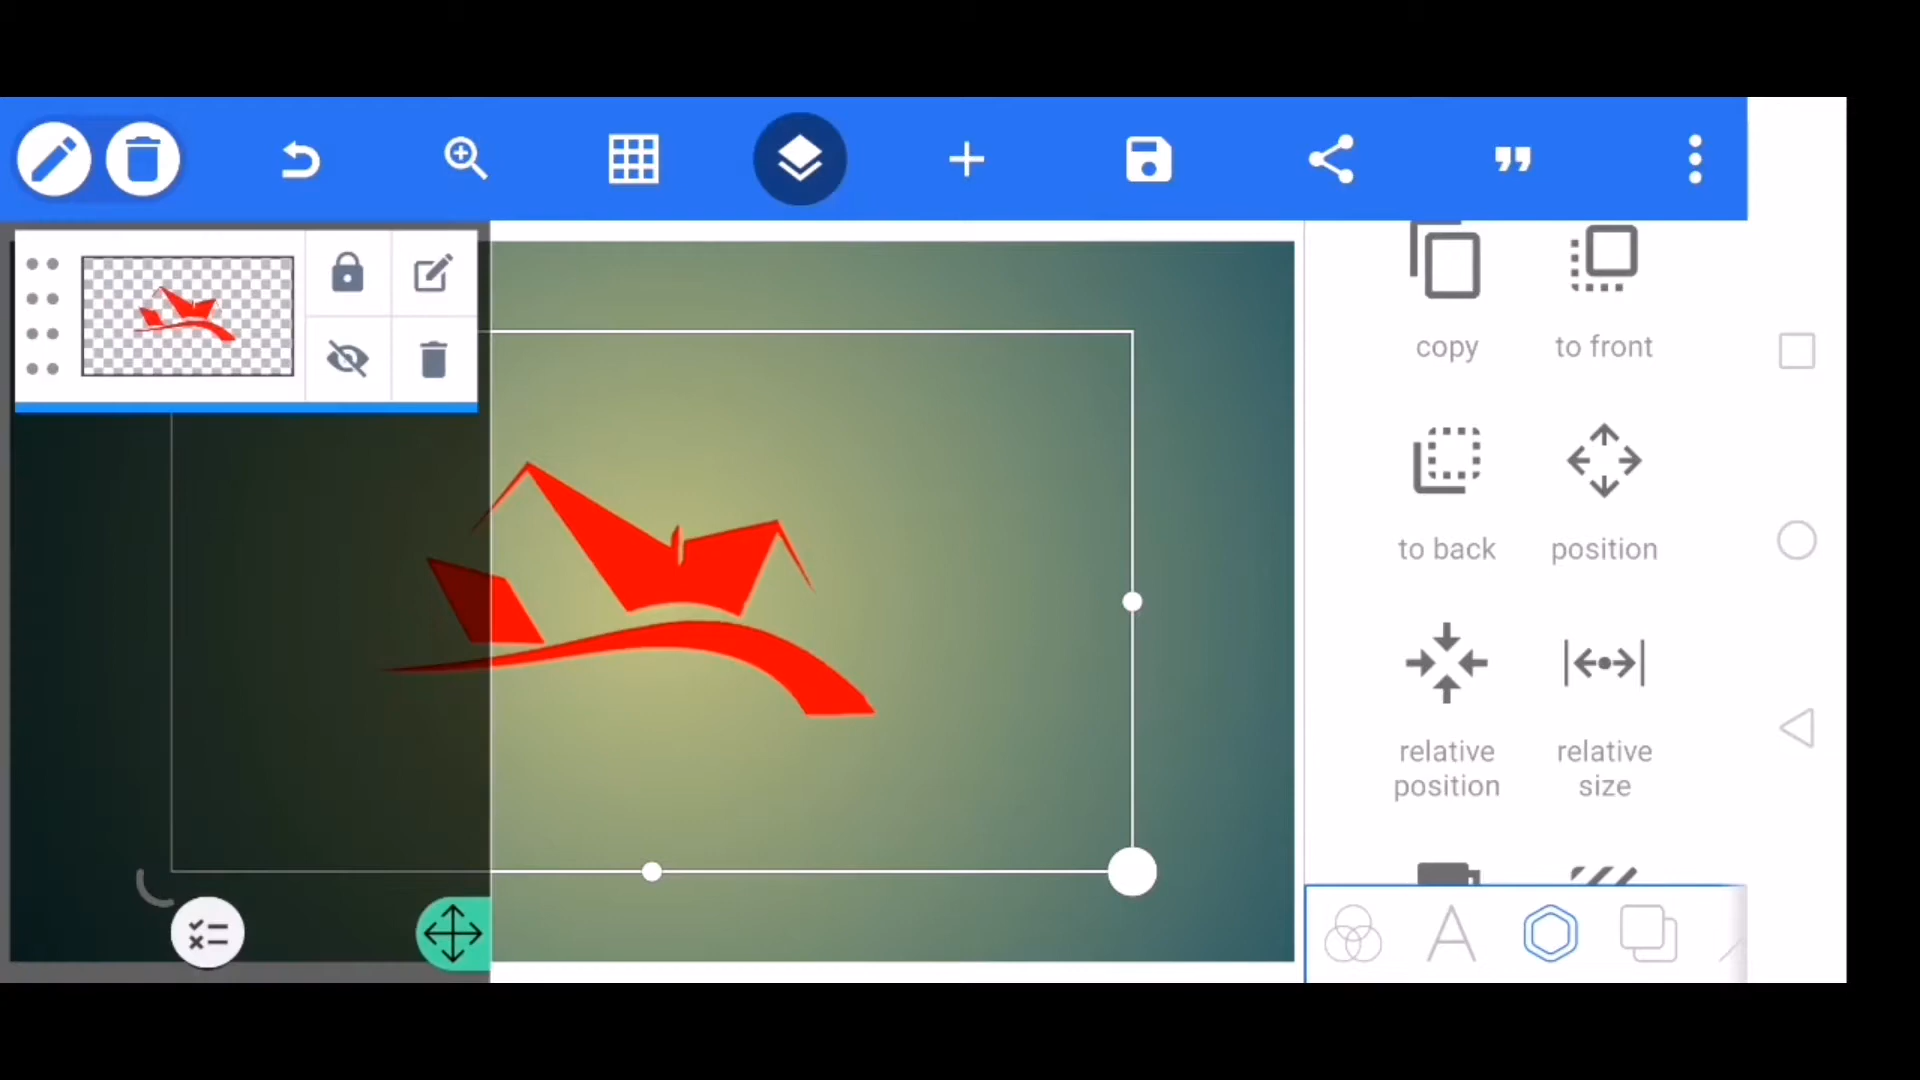 copy
to front
to back
position
relative
position
relative
size